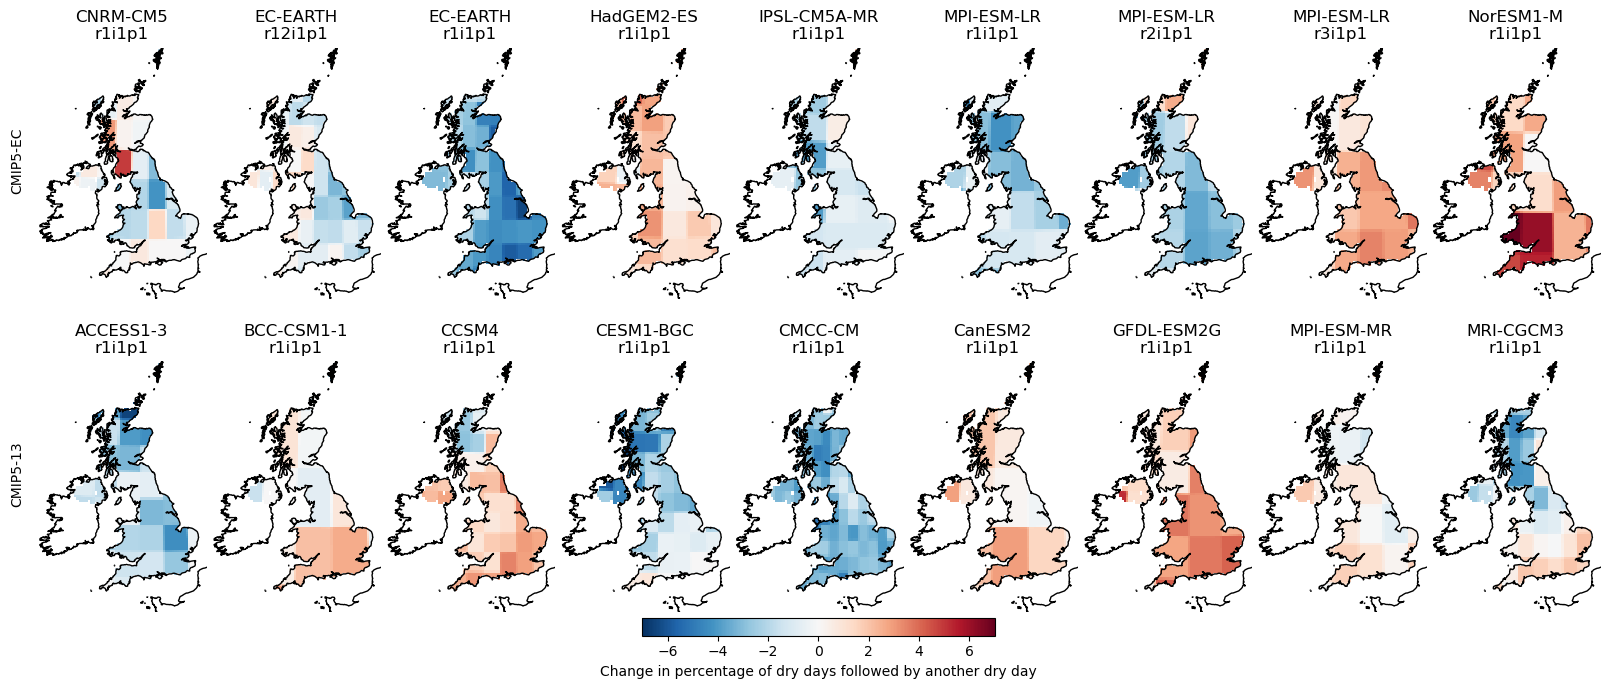 CNRM-CM5 EC-EARTH EC-EARTH HadGEM2-ES IPSL-CM5A-MR MPI-ESM-LR MPI-ESM-LR MPI-ESM-LR NorESM1-M
r1i1p1 r12i1p1 r1i1p1 r1i1p1 r1i1p1 r1i1p1 r2i1p1 r3i1p1 r1i1p1
CMIP5-EC
ACCESS1-3 BCC-CSM1-1 CCSM4 CESM1-BGC CMCC-CM CanESM2 GFDL-ESM2G MPI-ESM-MR MRI-CGCM3
r1i1p1 r1i1p1 r1i1p1 r1i1p1 r1i1p1 r1i1p1 r1i1p1 r1i1p1 r1i1p1
CMIP5-13
−6 −4 −2 0 2 4 6
Change in percentage of dry days followed by another dry day